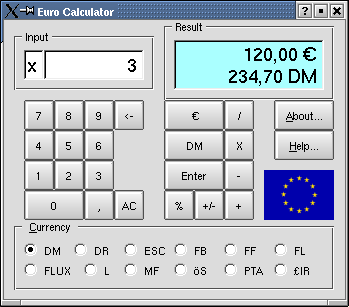 Euro Calculator
Input
Result
x 3
120,00 €
234,70 DM
7 8 9 <- € / About...
4 5 6 DM X Help...
1 2 3 Enter -
0 , AC % +/- +
Currency
DM DR ESC FB FF FL
FLUX L MF öS PTA £IR